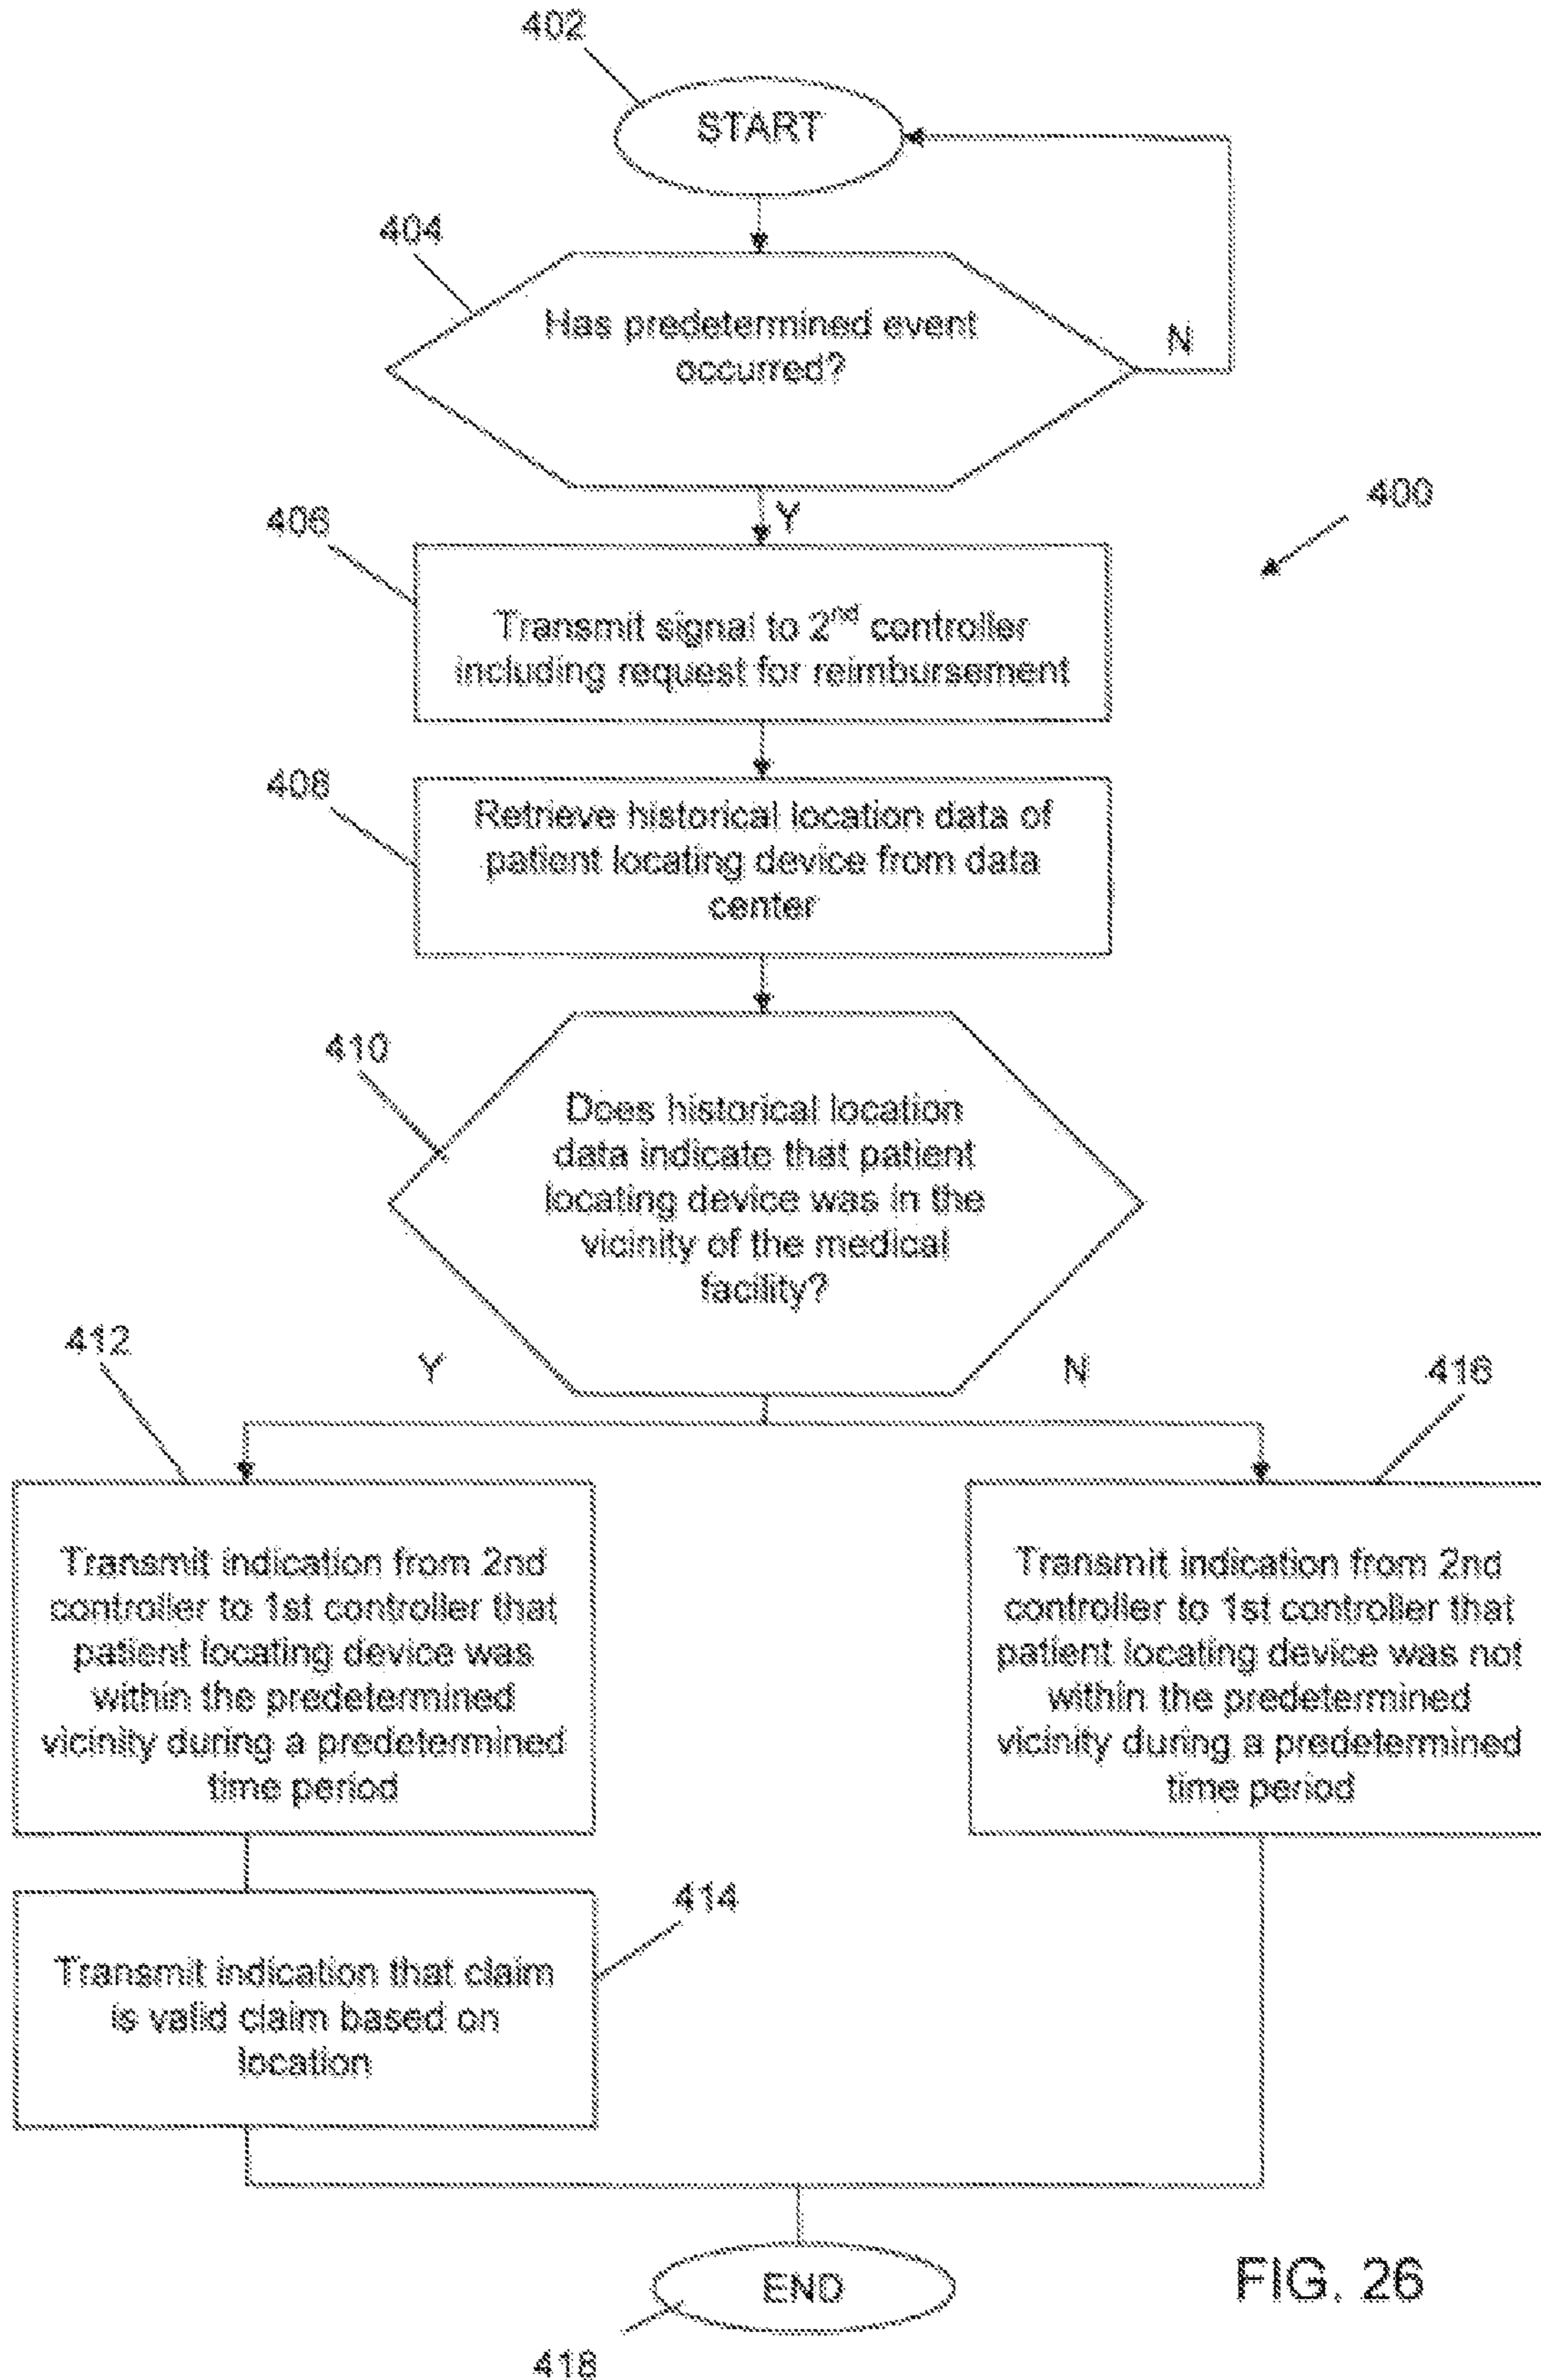 402
START
404
Has predetermined event
occurred?
N
400
Y
406
Transmit signal to 2nd controller
including request for reimbursement
408
Retrieve historical location data of
patient locating device from data
center
410
Does historical location
data indicate that patient
locating device was in the
vicinity of the medical
facility?
412
Y
N
416
Transmit indication from 2nd
controller to 1st controller that
patient locating device was
within the predetermined
vicinity during a predetermined
time period
Transmit indication from 2nd
controller to 1st controller that
patient locating device was not
within the predetermined
vicinity during a predetermined
time period
414
Transmit indication that claim
is valid claim based on
location
END
FIG. 26
418